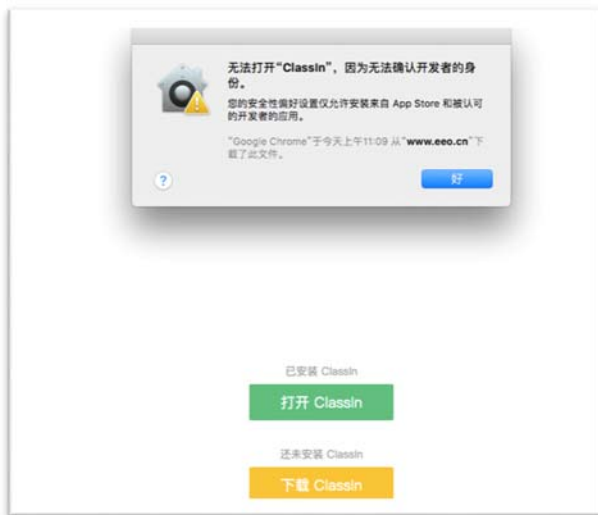 无法打开“ClassIn”，因为无法确认开发者的身
份。
您的安全性偏好设置仅允许安装来自 App Store 和被认可
的开发者的应用。
“Google Chrome”于今天上午11:09 从“www.eeo.cn”下
载了此文件。
?
好
已安装 ClassIn
打开 ClassIn
还未安装 ClassIn
下载 ClassIn